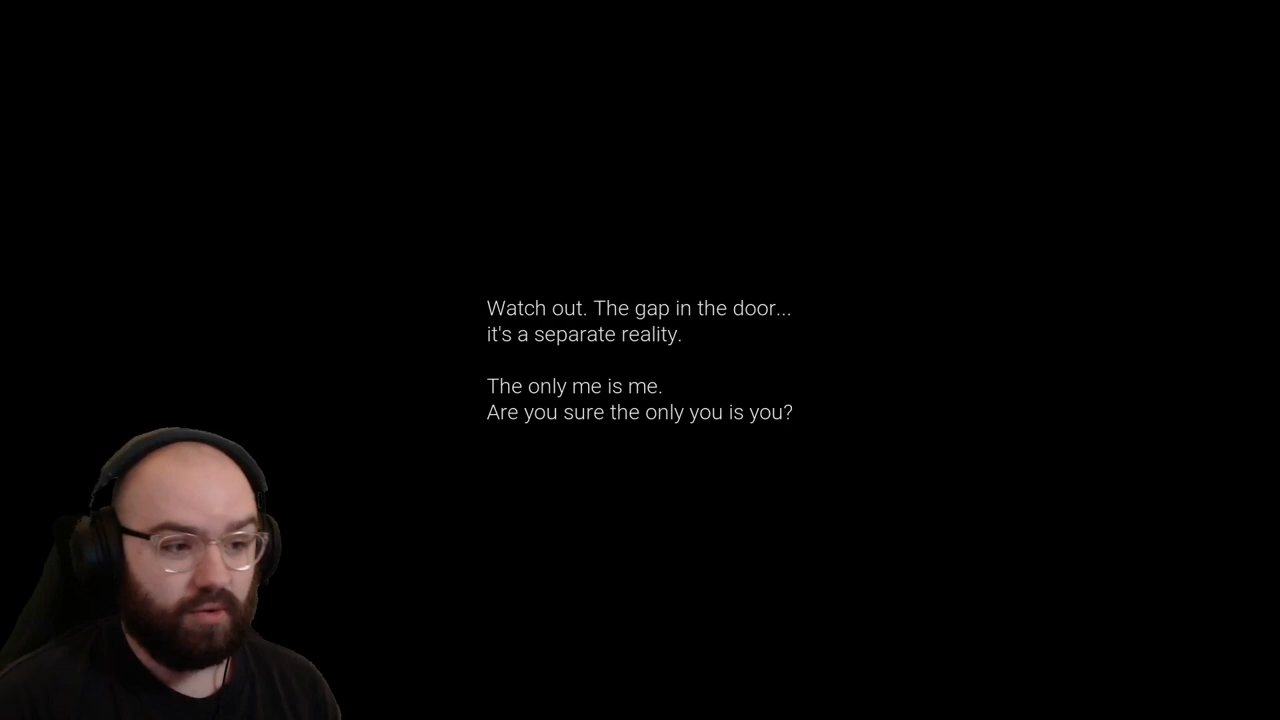 Watch out. The gap in the door...
it's a separate reality.
The only me is me.
Are you sure the only you is you?